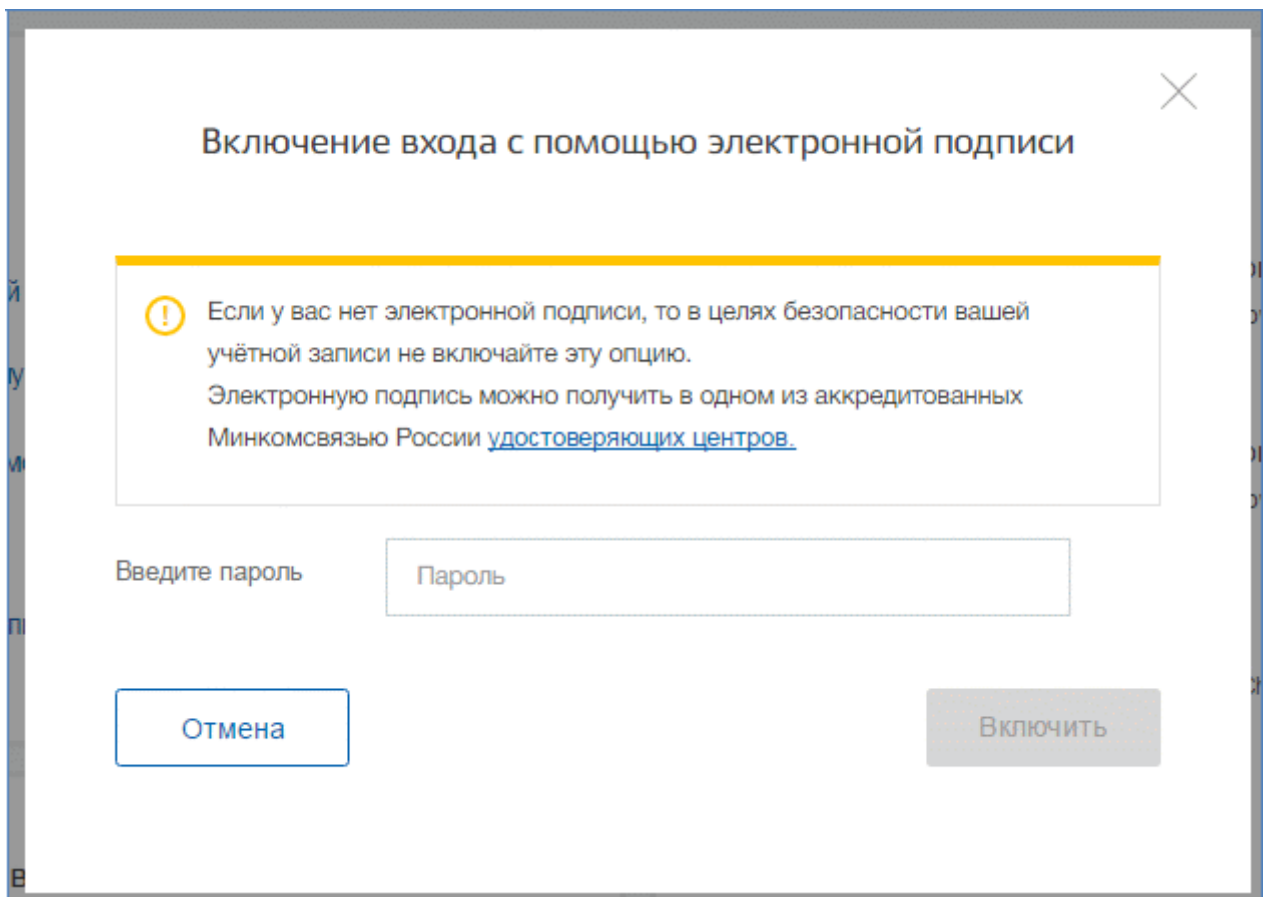 Включение входа с помощью электронной подписи
Если у вас нет электронной подписи, то в целях безопасности вашей
учётной записи не включайте эту опцию.
Электронную подпись можно получить в одном из аккредитованных
Минкомсвязью России удостоверяющих центров.
Введите пароль
Пароль
Отмена
Включить